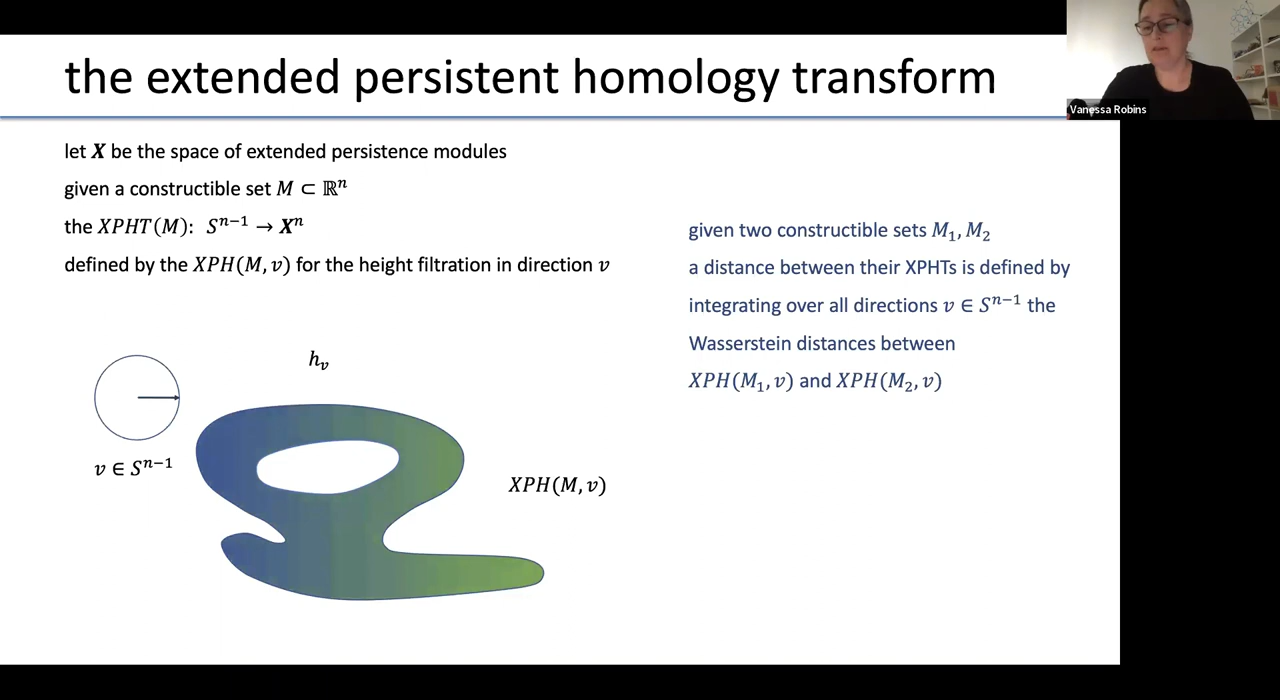 the extended persistent homology transform
Vanessa Robins
let X be the space of extended persistence modules
given a constructible set M ⊂ ℝⁿ
the XPHT(M): Sⁿ⁻¹ → Xⁿ
defined by the XPH(M, v) for the height filtration in direction v
given two constructible sets M₁, M₂
a distance between their XPHTs is defined by
integrating over all directions v ∈ Sⁿ⁻¹ the
Wasserstein distances between
XPH(M₁, v) and XPH(M₂, v)
hᵥ
v ∈ Sⁿ⁻¹
XPH(M, v)